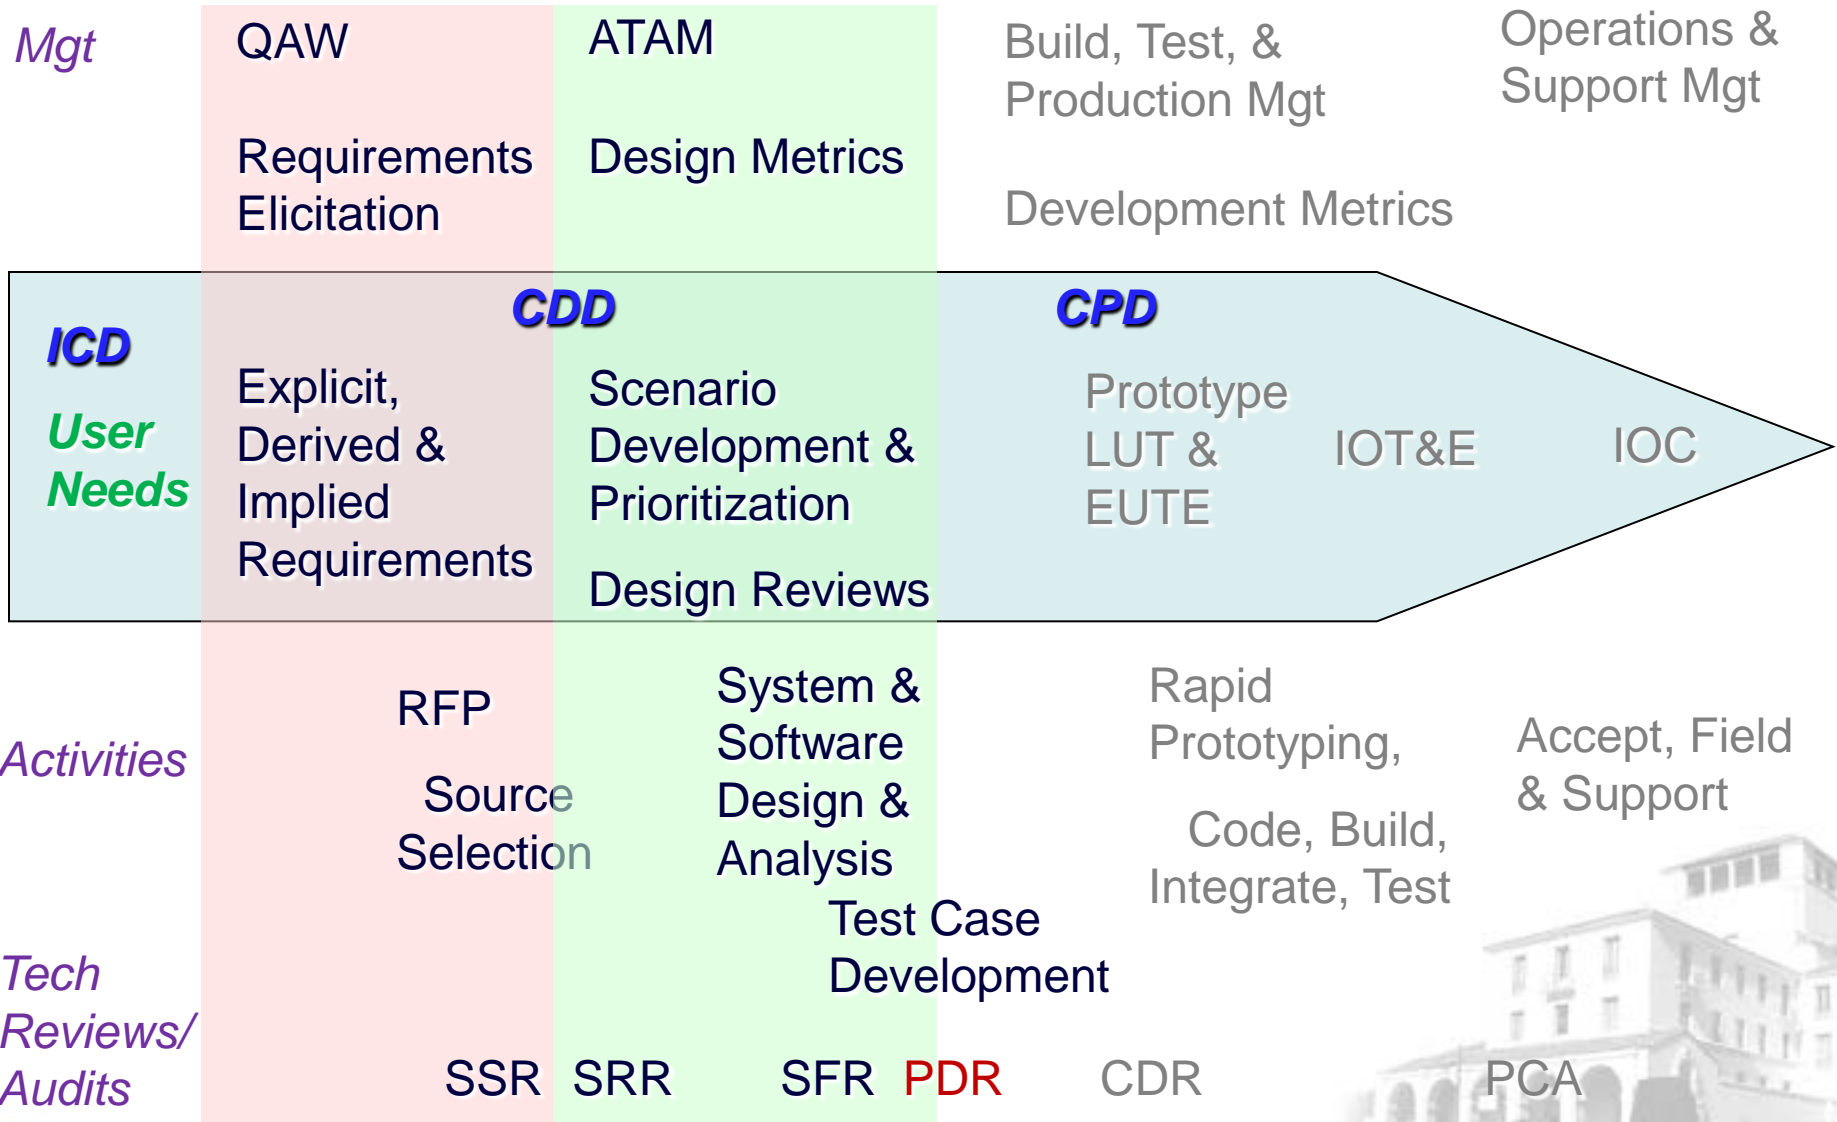 Mgt
QAW
ATAM
Build, Test, &
Production Mgt
Operations &
Support Mgt
Requirements
Elicitation
Design Metrics
Development Metrics
ICD
User
Needs
CDD
CPD
Explicit,
Derived &
Implied
Requirements
Scenario
Development &
Prioritization
Design Reviews
Prototype
LUT &
EUTE
IOT&E
IOC
Activities
RFP
Source
Selection
System &
Software
Design &
Analysis
Test Case
Development
Rapid
Prototyping,
Code, Build,
Integrate, Test
Accept, Field
& Support
Tech
Reviews/
Audits
SSR
SRR
SFR
PDR
CDR
PCA